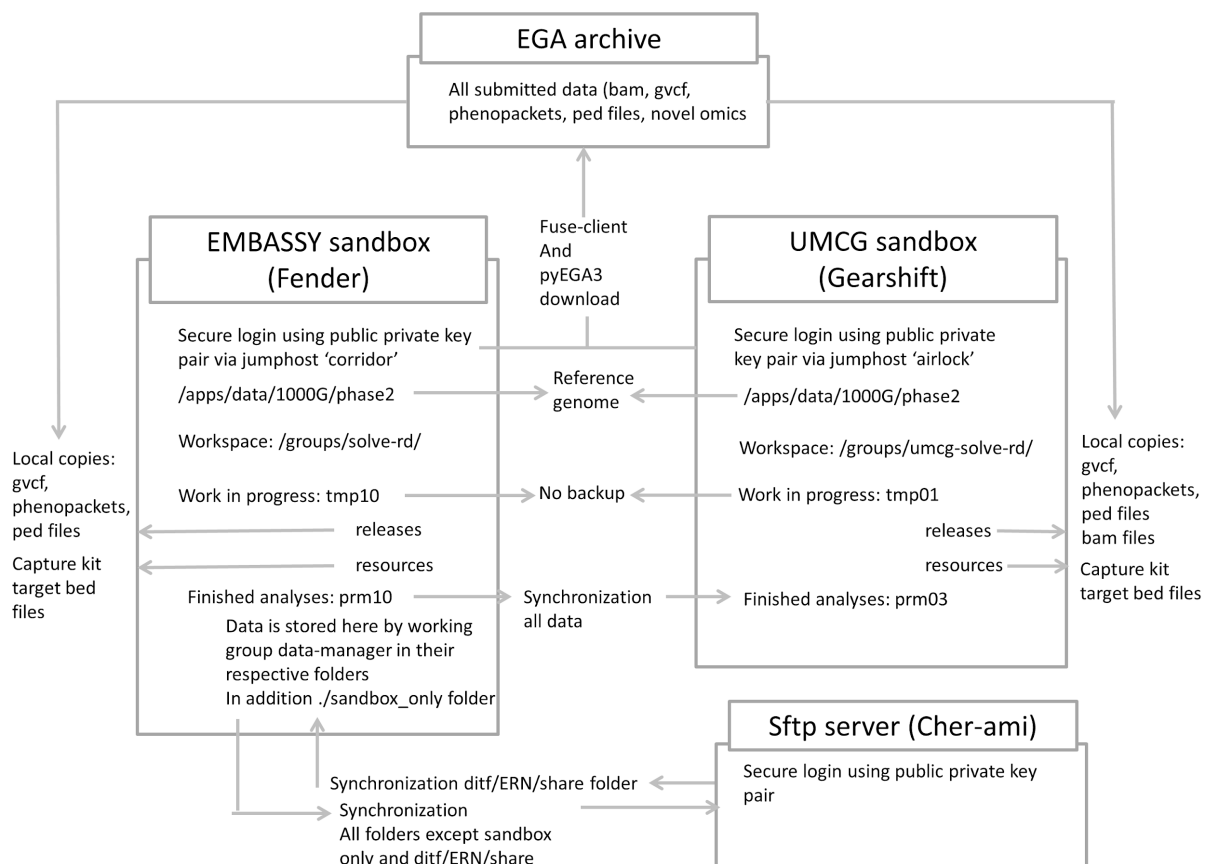 EGA archive
All submitted data (bam, gvcf,
phenopackets, ped files, novel omics
EMBASSY sandbox
(Fender)
Secure login using public private key
pair via jumphost ‘corridor’
/apps/data/1000G/phase2
Workspace: /groups/solve-rd/
Work in progress: tmp10
releases
resources
Finished analyses: prm10
Data is stored here by working
group data-manager in their
respective folders
In addition ./sandbox_only folder
Local copies:
gvcf,
phenopackets,
ped files
Capture kit
target bed
files
Fuse-client
And
pyEGA3
download
Reference
genome
No backup
Synchronization
all data
UMCG sandbox
(Gearshift)
Secure login using public private
key pair via jumphost ‘airlock’
/apps/data/1000G/phase2
Workspace: /groups/umcg-solve-rd/
Work in progress: tmp01
releases
resources
Finished analyses: prm03
Local copies:
gvcf,
phenopackets,
ped files
bam files
Capture kit
target bed files
Sftp server (Cher-ami)
Secure login using public private key
pair
Synchronization ditf/ERN/share folder
Synchronization
All folders except sandbox
only and ditf/ERN/share